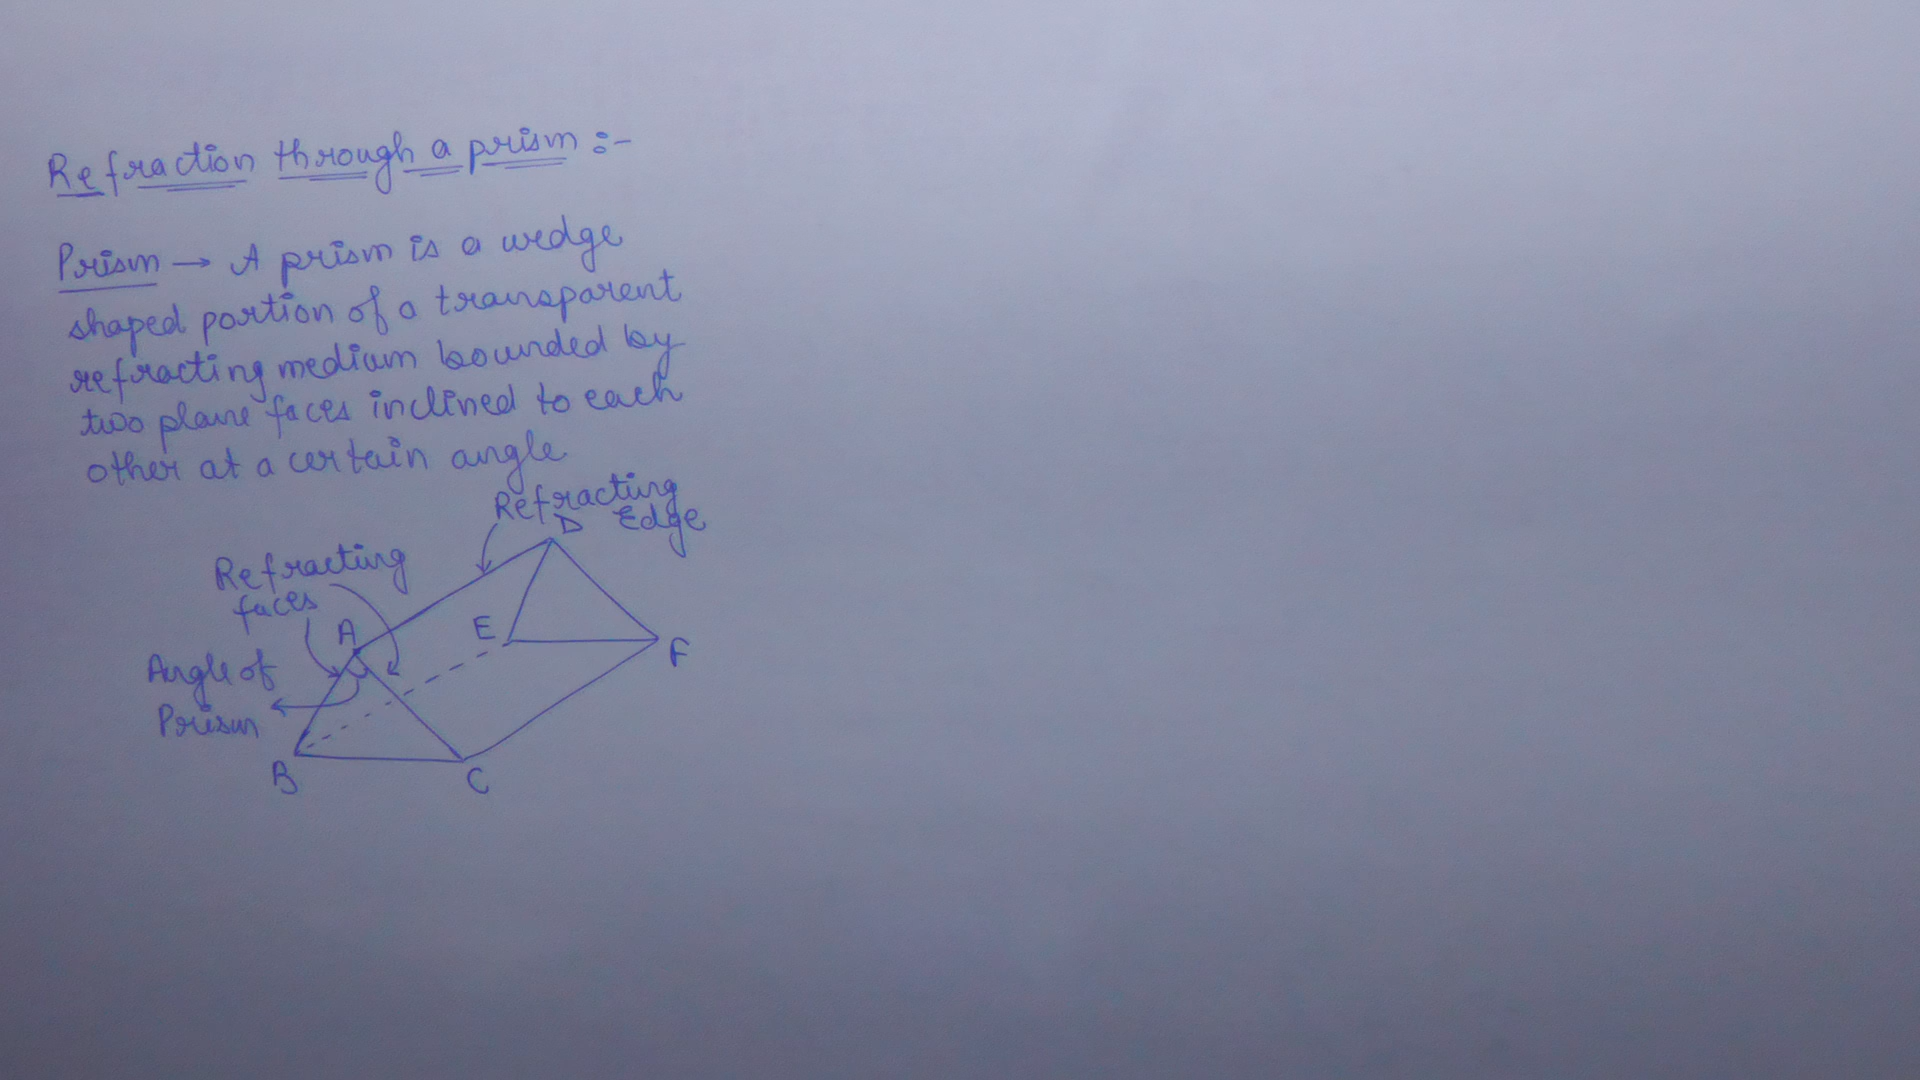 Refraction through a prism :-
Prism → A prism is a wedge
shaped portion of a transparent
refracting medium bounded by
two plane faces inclined to each
other at a certain angle
Refracting
Edge
D
Refracting
faces
A
E
F
Angle of
Prism
B
C